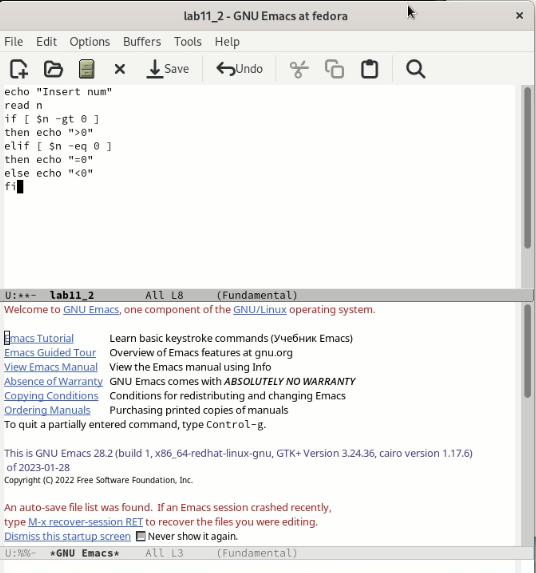 lab11_2 - GNU Emacs at fedora
File Edit Options Buffers Tools Help
Save Undo
echo "Insert num"
read n
if [ $n -gt 0 ]
then echo ">0"
elif [ $n -eq 0 ]
then echo "=0"
else echo "<0"
fi
U:**- lab11_2 All L8 (Fundamental)
Welcome to GNU Emacs, one component of the GNU/Linux operating system.
Emacs Tutorial Learn basic keystroke commands (Учебник Emacs)
Emacs Guided Tour Overview of Emacs features at gnu.org
View Emacs Manual View the Emacs manual using Info
Absence of Warranty GNU Emacs comes with ABSOLUTELY NO WARRANTY
Copying Conditions Conditions for redistributing and changing Emacs
Ordering Manuals Purchasing printed copies of manuals
To quit a partially entered command, type Control-g.
This is GNU Emacs 28.2 (build 1, x86_64-redhat-linux-gnu, GTK+ Version 3.24.36, cairo version 1.17.6)
of 2023-01-28
Copyright (C) 2022 Free Software Foundation, Inc.
An auto-save file list was found. If an Emacs session crashed recently,
type M-x recover-session RET to recover the files you were editing.
Dismiss this startup screen Never show it again.
U:%%- *GNU Emacs* All L3 (Fundamental)